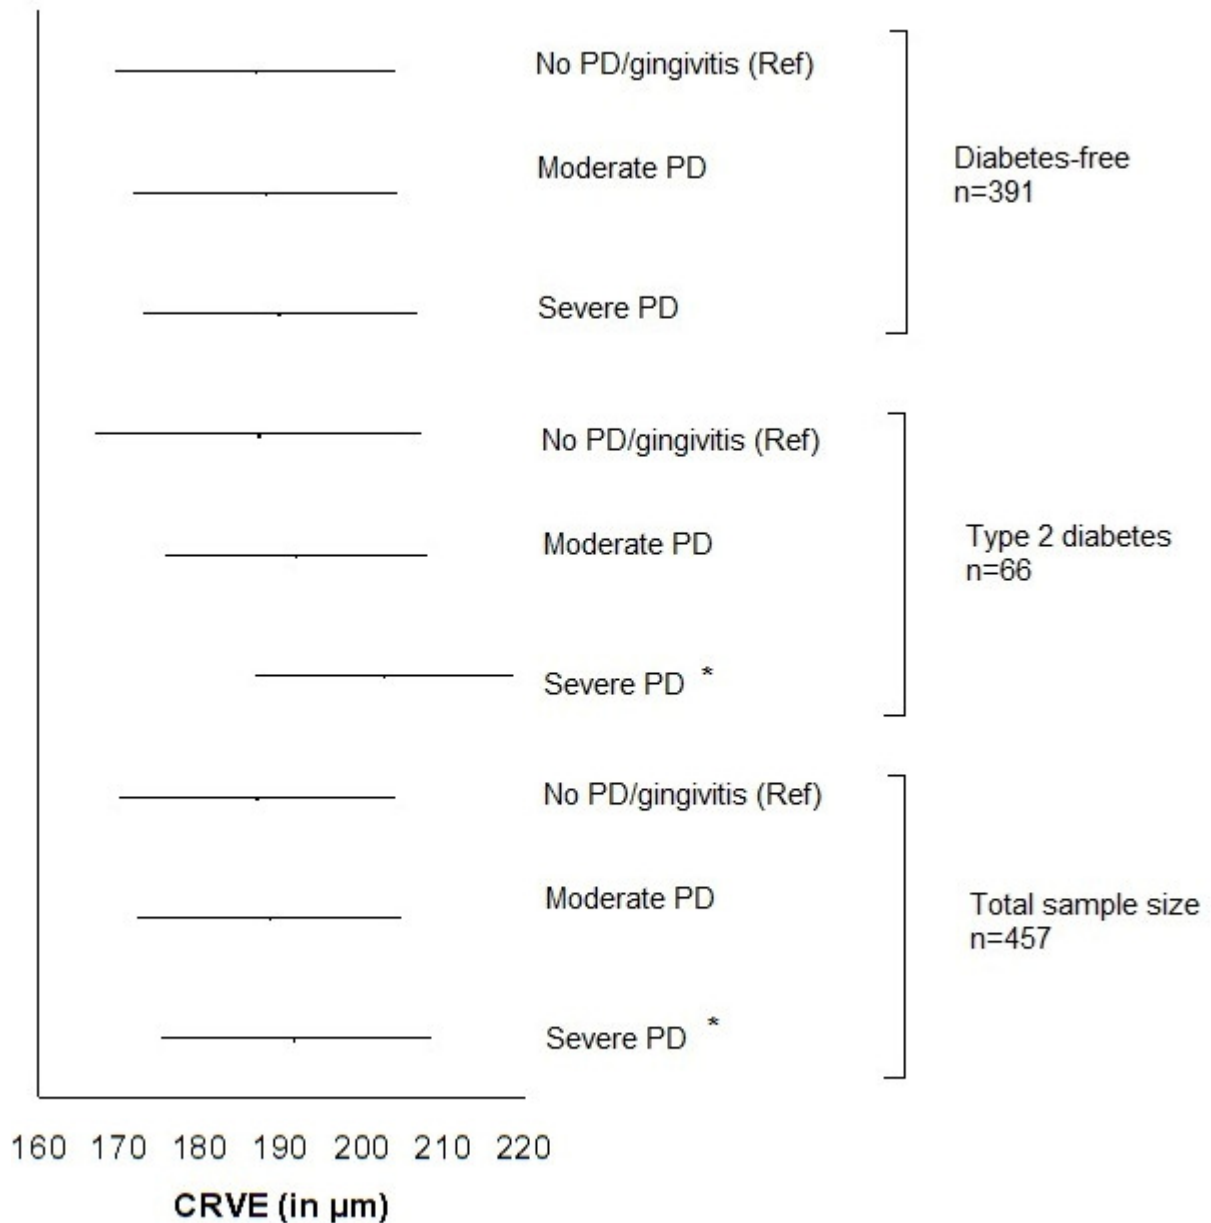 No PD/gingivitis (Ref)
Moderate PD
Diabetes-free
n=391
Severe PD
No PD/gingivitis (Ref)
Moderate PD
Type 2 diabetes
n=66
Severe PD *
No PD/gingivitis (Ref)
Moderate PD
Total sample size
n=457
Severe PD *
160 170 180 190 200 210 220
CRVE (in µm)